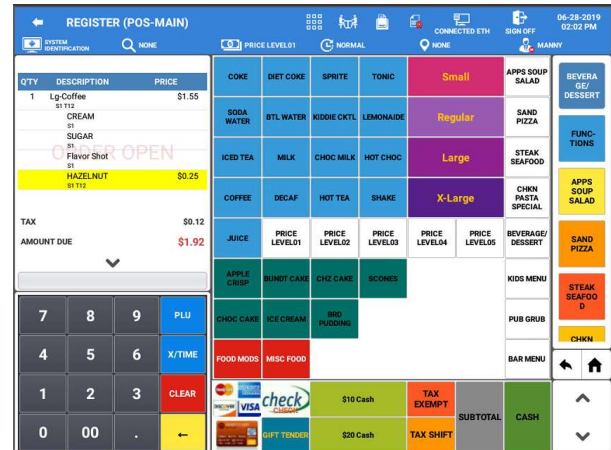 REGISTER (POS-MAIN)
CONNECTED ETH
SIGN OFF
06-28-2019
02:02 PM
SYSTEM
IDENTIFICATION
NONE
PRICE LEVEL01
NORMAL
NONE
MANNY
Q'TY DESCRIPTION PRICE
1 Lg-Coffee $1.55
S1 T12
CREAM
S1
SUGAR
S1
ORDER OPEN
Flavor Shot
S1
HAZELNUT $0.25
S1 T12
TAX $0.12
AMOUNT DUE $1.92
7 8 9 PLU
4 5 6 X/TIME
1 2 3 CLEAR
0 00 . ←
COKE DIET COKE SPRITE TONIC Small APPS SOUP
SALAD
SODA
WATER BTL WATER KIDDIE CKTL LEMONAIDE Regular SAND
PIZZA
ICED TEA MILK CHOC MILK HOT CHOC Large STEAK
SEAFOOD
COFFEE DECAF HOT TEA SHAKE X-Large CHKN
PASTA
SPECIAL
JUICE PRICE
LEVEL01 PRICE
LEVEL02 PRICE
LEVEL03 PRICE
LEVEL04 PRICE
LEVEL05 BEVERAGE/
DESSERT
APPLE
CRISP BUNDT CAKE CHZ CAKE SCONES KIDS MENU
CHOC CAKE ICE CREAM BRD
PUDDING PUB GRUB
FOOD MODS MISC FOOD BAR MENU
DISCOVER VISA
check
CHECK
$10 Cash
TAX
EXEMPT
SUBTOTAL
CASH
GIFT TENDER
$20 Cash
TAX SHIFT
BEVERA
GE/
DESSERT
FUNC-
TIONS
APPS
SOUP
SALAD
SAND
PIZZA
STEAK
SEAFOO
D
CHKN